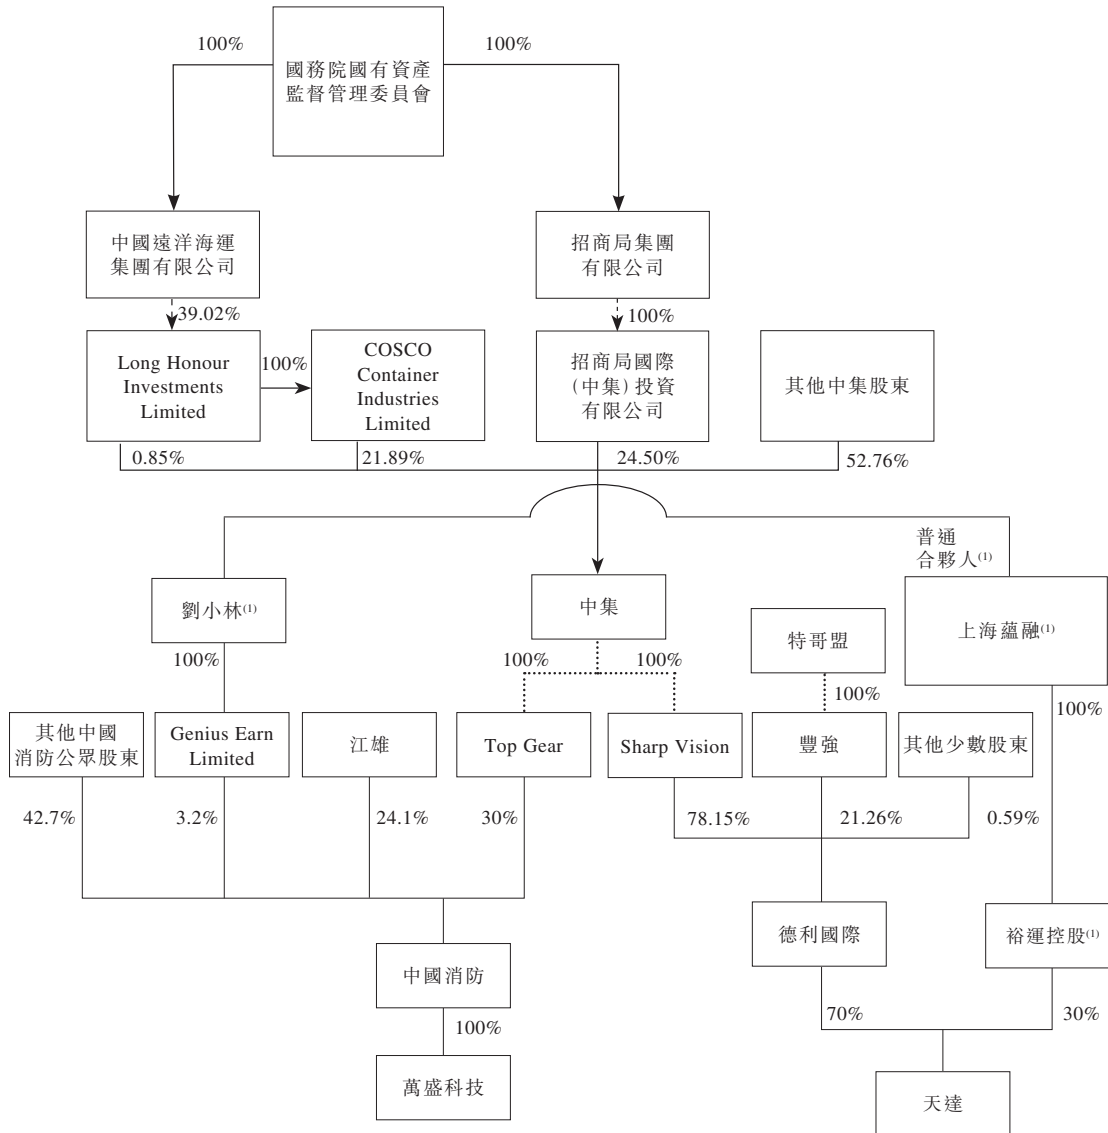 100%
100%
國務院國有資產
監督管理委員會
中國遠洋海運
集團有限公司
招商局集團
有限公司
39.02%
100%
Long Honour
Investments
Limited
100%
COSCO
Container
Industries
Limited
招商局國際
(中集)投資
有限公司
其他中集股東
0.85%
21.89%
24.50%
52.76%
普通
合夥人(1)
劉小林(1)
中集
特哥盟
上海蘊融(1)
100%
100%
100%
100%
100%
其他中國
消防公眾股東
Genius Earn
Limited
江雄
Top Gear
Sharp Vision
豐強
其他少數股東
42.7%
3.2%
24.1%
30%
78.15%
21.26%
0.59%
德利國際
裕運控股(1)
中國消防
70%
30%
100%
萬盛科技
天達